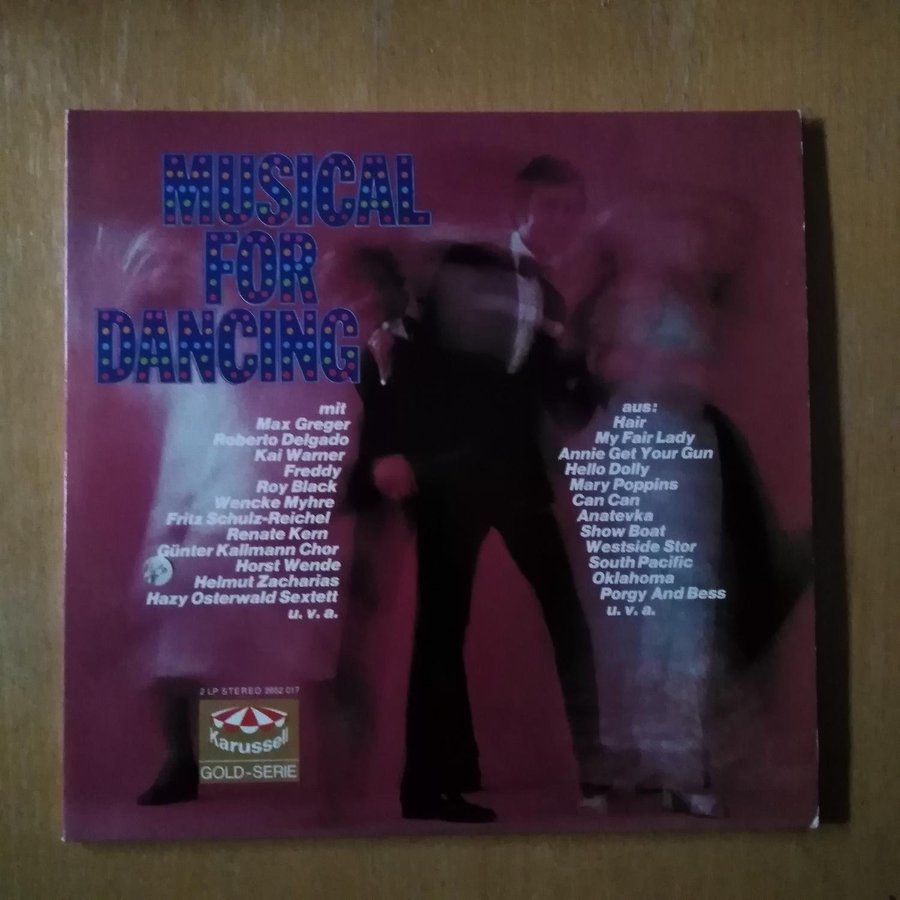 MUSICAL
FOR
DANCING
mit
Max Greger
Roberto Delgado
Kai Warner
Freddy
Roy Black
Wencke Myhre
Fritz Schulz-Reichel
Renate Kern
Günter Kallmann Chor
Horst Wende
Helmut Zacharias
Hazy Osterwald Sextett
u. v. a.
aus:
Hair
My Fair Lady
Annie Get Your Gun
Hello Dolly
Mary Poppins
Can Can
Anatevka
Show Boat
Westside Stor
South Pacific
Oklahoma
Porgy And Bess
u. v. a.
2 LP STEREO 2652 017
Karussell
GOLD-SERIE